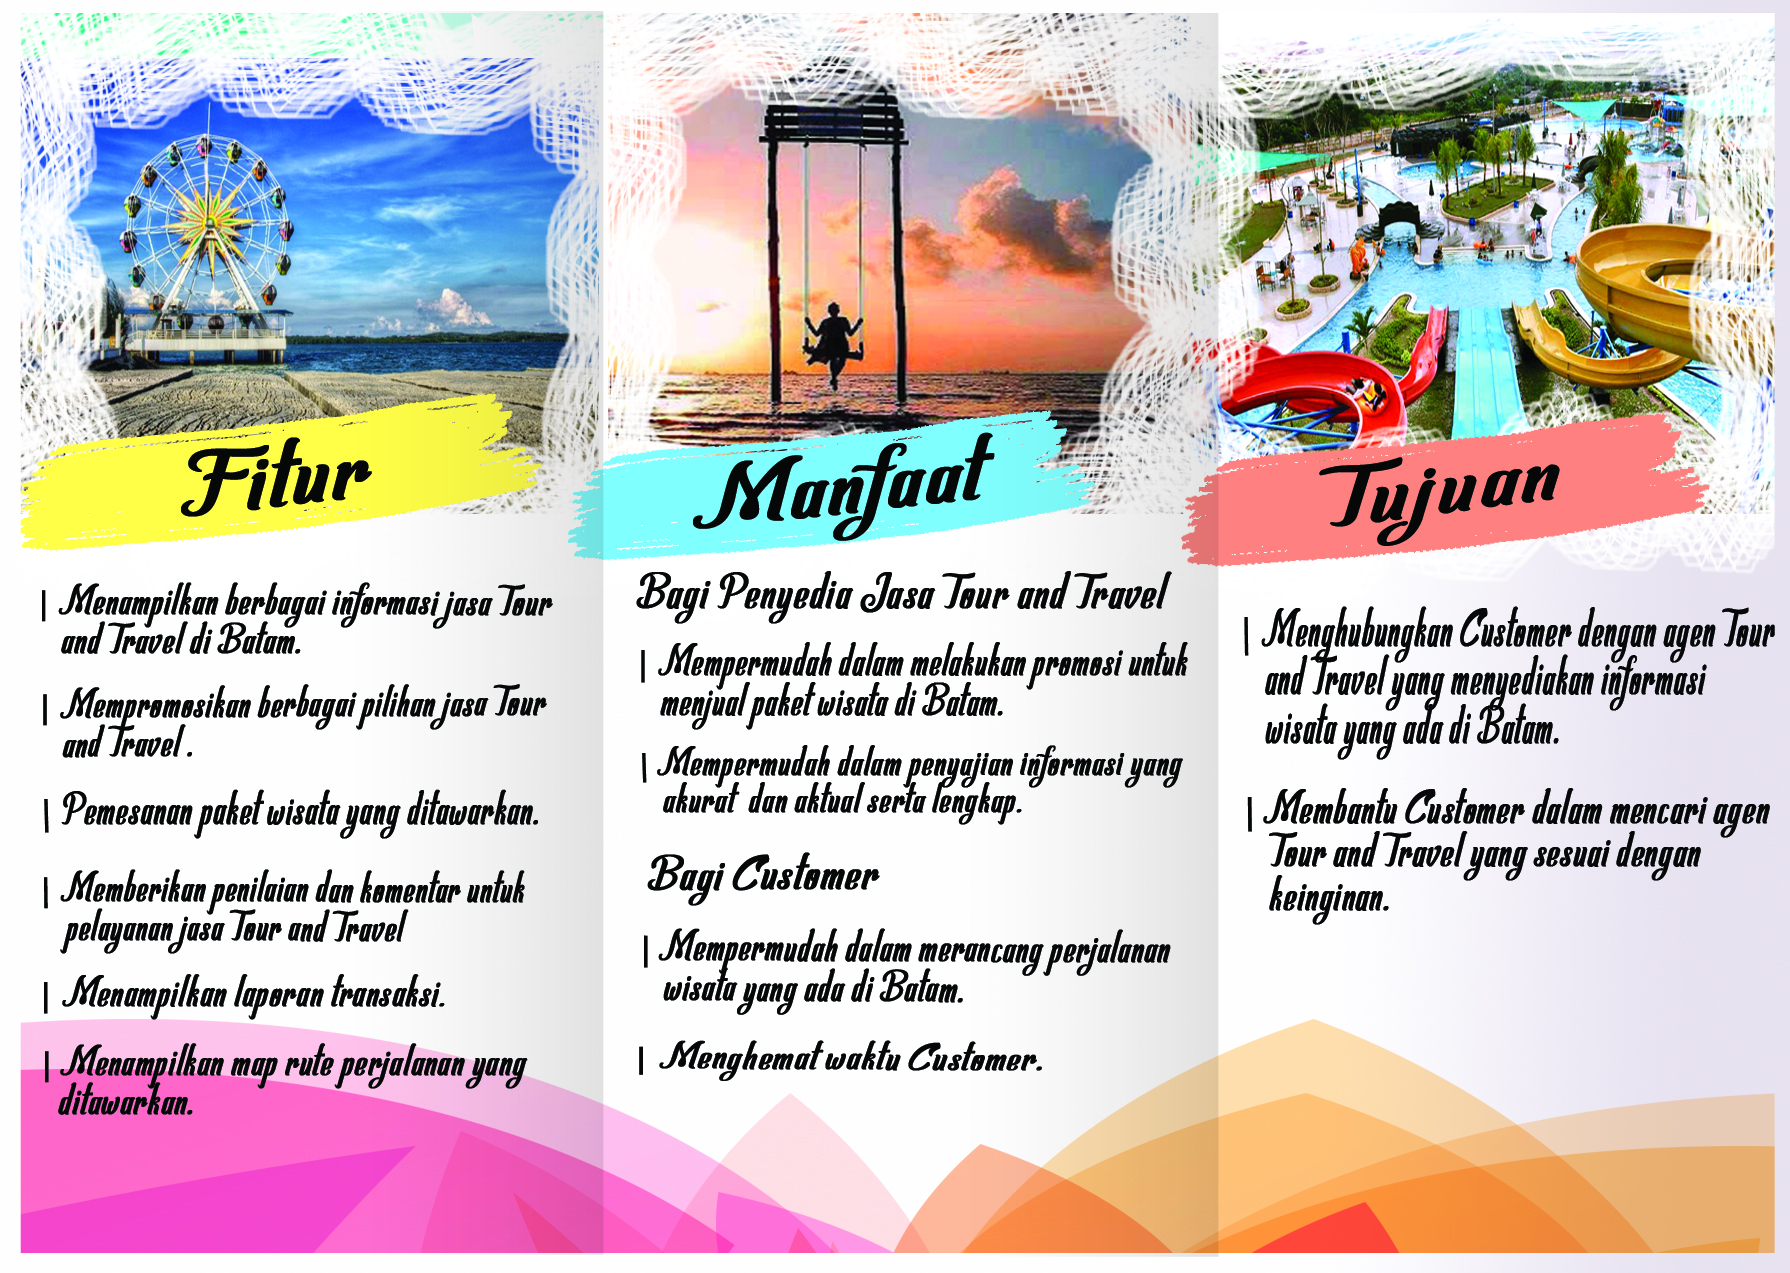 Fitur
| Menampilkan berbagai informasi jasa Tour
and Travel di Batam.
| Mempromosikan berbagai pilihan jasa Tour
and Travel .
| Pemesanan paket wisata yang ditawarkan.
| Memberikan penilaian dan komentar untuk
pelayanan jasa Tour and Travel
| Menampilkan laporan transaksi.
| Menampilkan map rute perjalanan yang
ditawarkan.
Manfaat
Bagi Penyedia Jasa Tour and Travel
| Mempermudah dalam melakukan promosi untuk
menjual paket wisata di Batam.
| Mempermudah dalam penyajian informasi yang
akurat dan aktual serta lengkap.
Bagi Customer
| Mempermudah dalam merancang perjalanan
wisata yang ada di Batam.
| Menghemat waktu Customer.
Tujuan
| Menghubungkan Customer dengan agen Tour
and Travel yang menyediakan informasi
wisata yang ada di Batam.
| Membantu Customer dalam mencari agen
Tour and Travel yang sesuai dengan
keinginan.